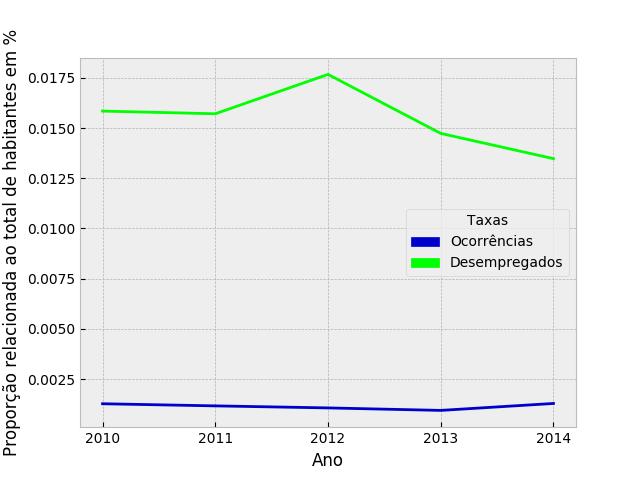 Proporção relacionada ao total de habitantes em %
0.0175
0.0150
0.0125
0.0100
0.0075
0.0050
0.0025
Taxas
Ocorrências
Desempregados
2010 2011 2012 2013 2014
Ano